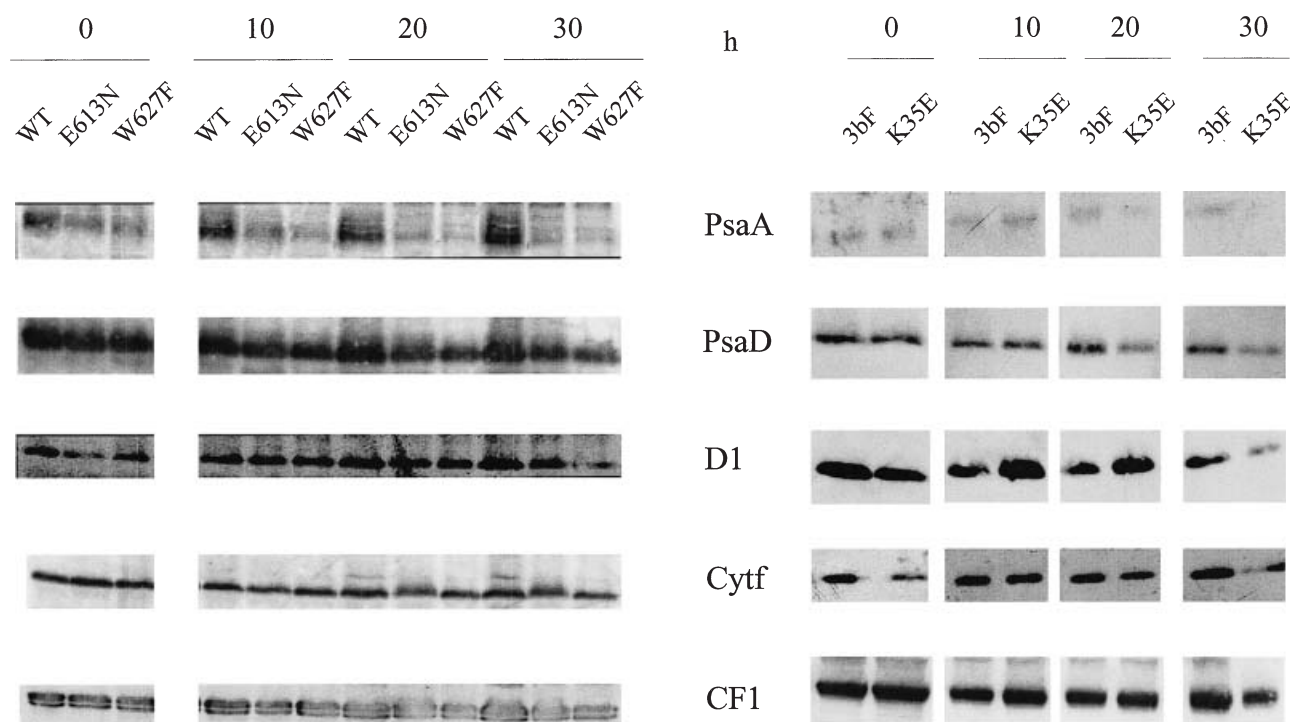 0 10 20 30 h 0 10 20 30
WT E613N W627F WT E613N W627F WT E613N W627F WT E613N W627F 3bF K35E 3bF K35E 3bF K35E 3bF K35E
PsaA
PsaD
D1
Cytf
CF1